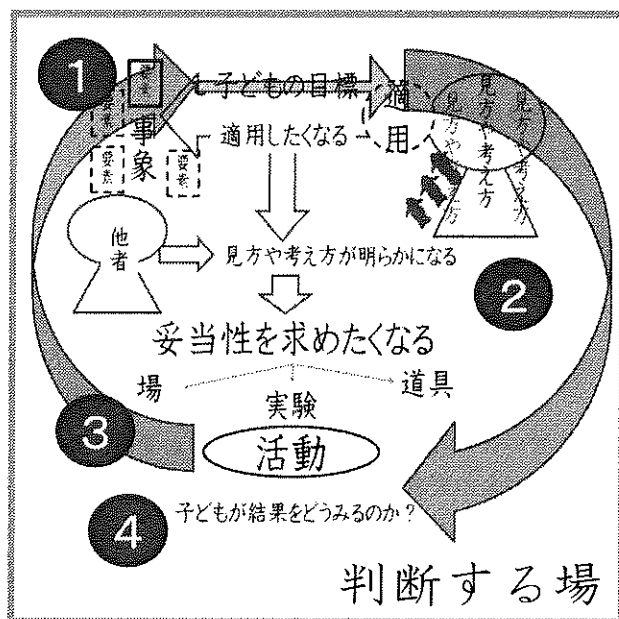 1
要素
子どもの目標
適用
見方や考え方
見方や考え方
見方や考え方
要素
事象
要素
要素
適用したくなる
他者
見方や考え方が明らかになる
2
妥当性を求めたくなる
場
実験
道具
3
活動
4
子どもが結果をどうみるのか？
判断する場